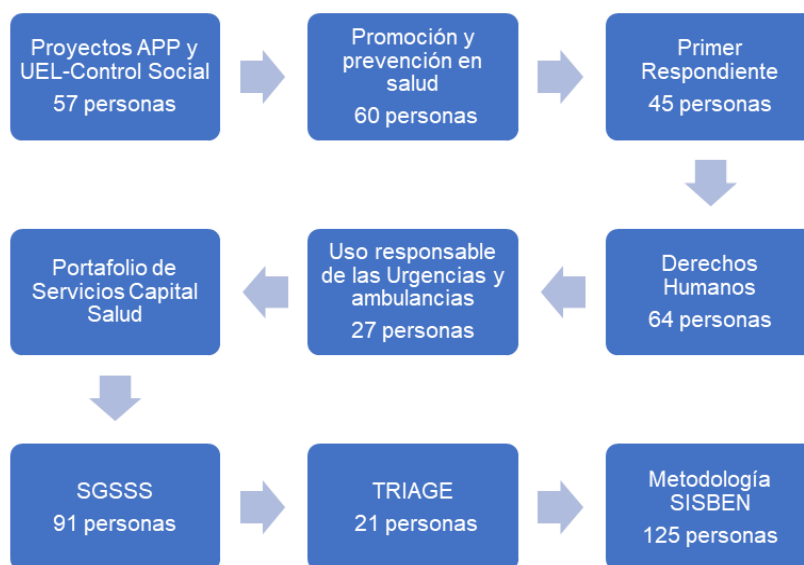 Proyectos APP y
UEL-Control Social
57 personas
Promoción y
prevención en
salud
60 personas
Primer
Respondiente
45 personas
Derechos
Humanos
64 personas
Uso responsable
de las Urgencias y
ambulancias
27 personas
Portafolio de
Servicios Capital
Salud
SGSSS
91 personas
TRIAGE
21 personas
Metodología
SISBEN
125 personas